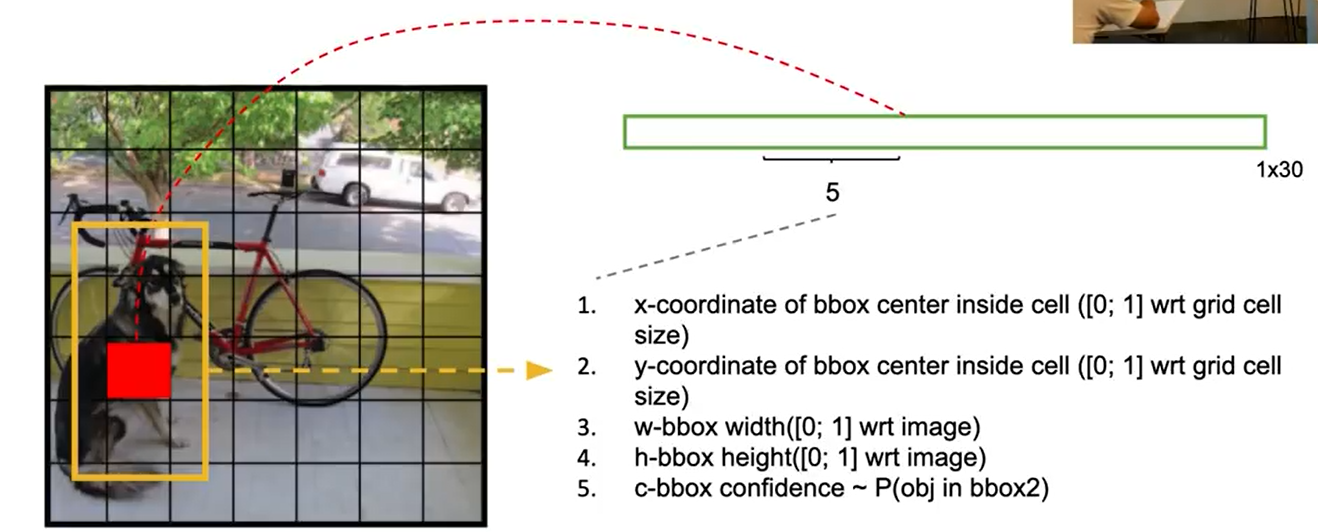 1x30
5
1. x-coordinate of bbox center inside cell ([0; 1] wrt grid cell
size)
2. y-coordinate of bbox center inside cell ([0; 1] wrt grid cell
size)
3. w-bbox width([0; 1] wrt image)
4. h-bbox height([0; 1] wrt image)
5. c-bbox confidence ~ P(obj in bbox2)